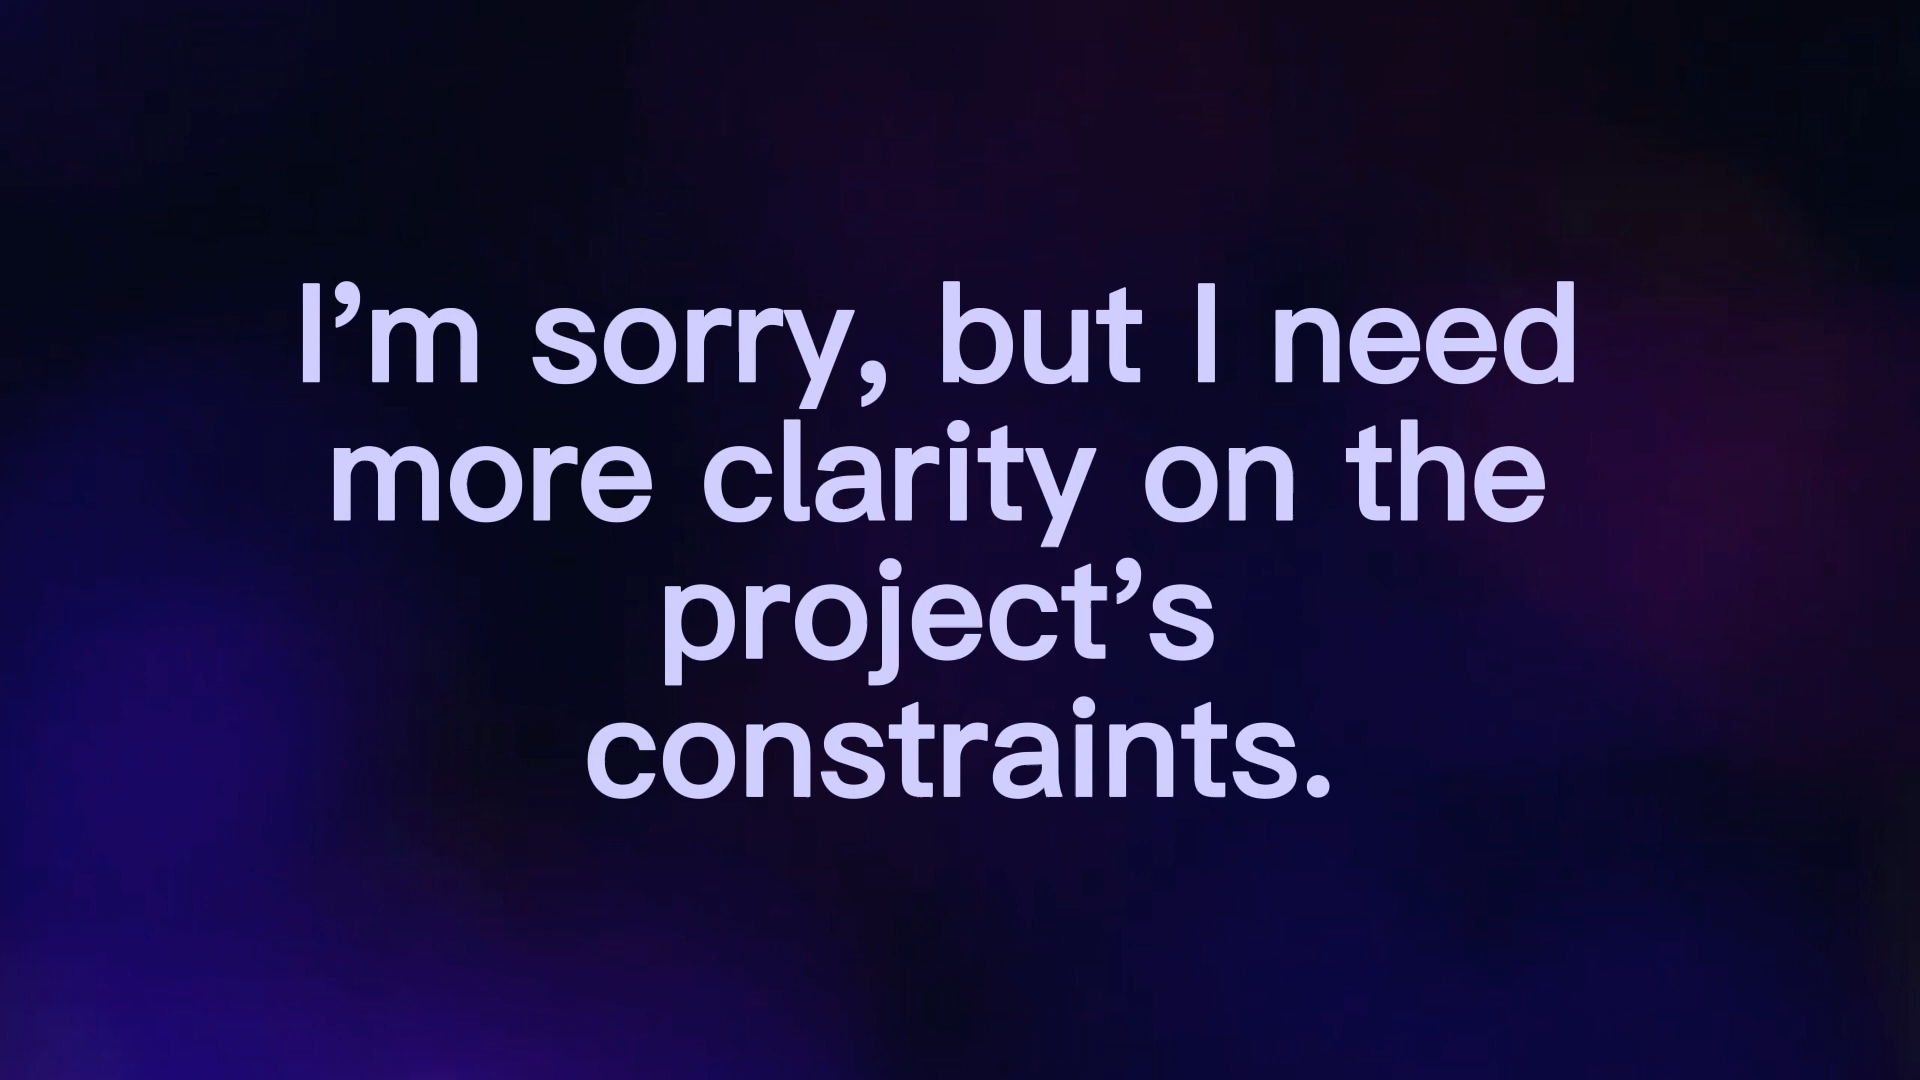 I’m sorry, but I need
more clarity on the
project’s
constraints.